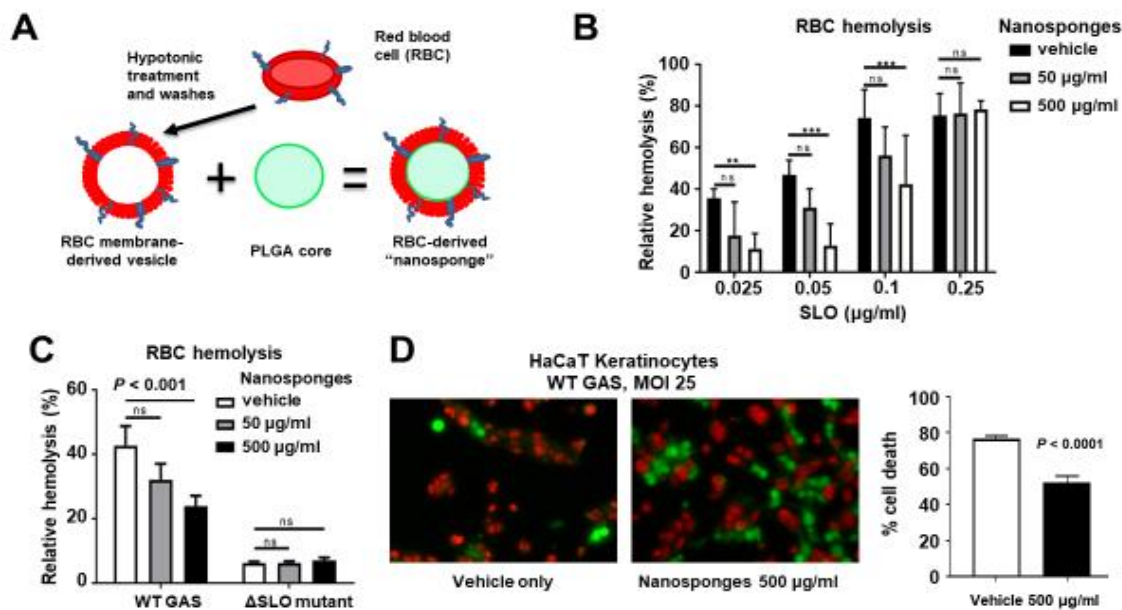 A
Hypotonic
treatment
and washes
Red blood
cell (RBC)
+
=
RBC membrane-
derived vesicle
PLGA core
RBC-derived
“nanosponge”
B
RBC hemolysis
Nanosponges
vehicle
50 µg/ml
500 µg/ml
Relative hemolysis (%)
100
80
60
40
20
0
**
ns
***
ns
***
ns
ns
ns
0.025
0.05
0.1
0.25
SLO (µg/ml)
C
RBC hemolysis
P < 0.001
Nanosponges
vehicle
50 µg/ml
500 µg/ml
Relative hemolysis (%)
60
40
20
0
ns
ns
ns
WT GAS
ΔSLO mutant
D
HaCaT Keratinocytes
WT GAS, MOI 25
Vehicle only
Nanosponges 500 µg/ml
% cell death
100
80
60
40
20
0
P < 0.0001
Vehicle 500 µg/ml